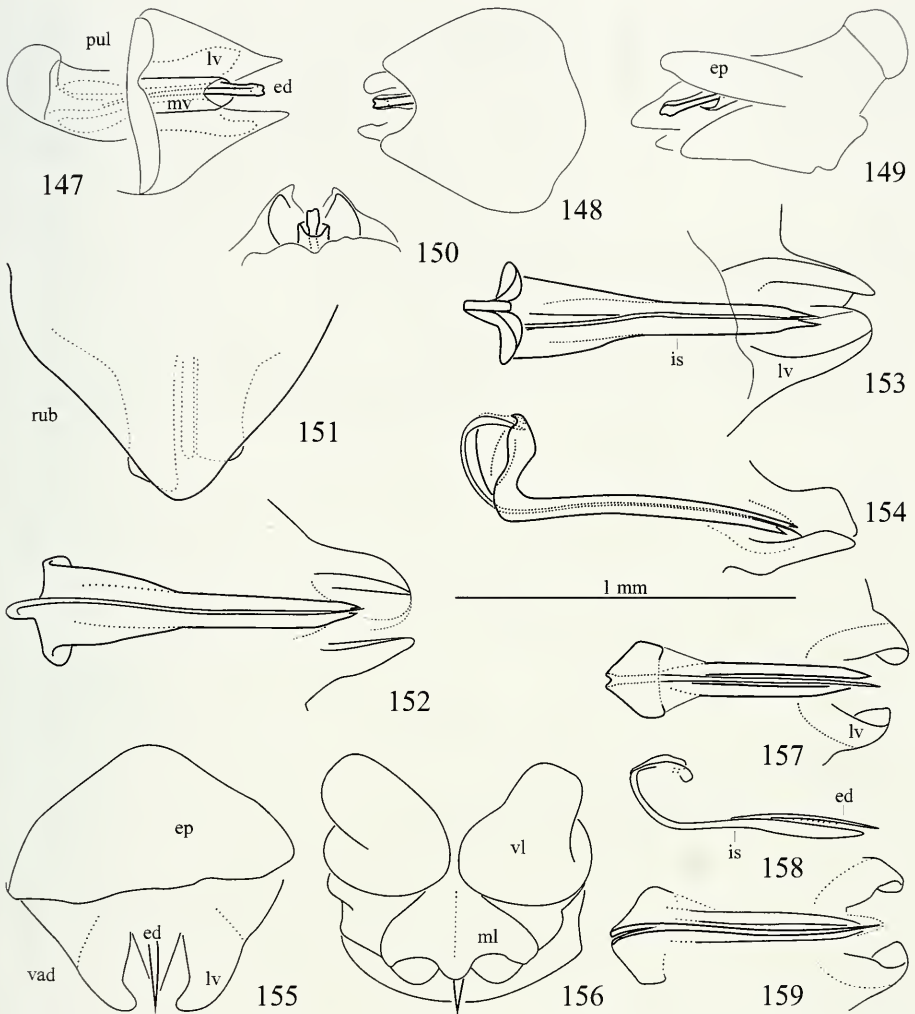 pul
lv
ed
mv
147
148
ep
149
150
rub
151
is
lv
153
154
152
1 mm
lv
157
ed
is
158
ep
ed
vad
lv
155
vl
ml
156
159